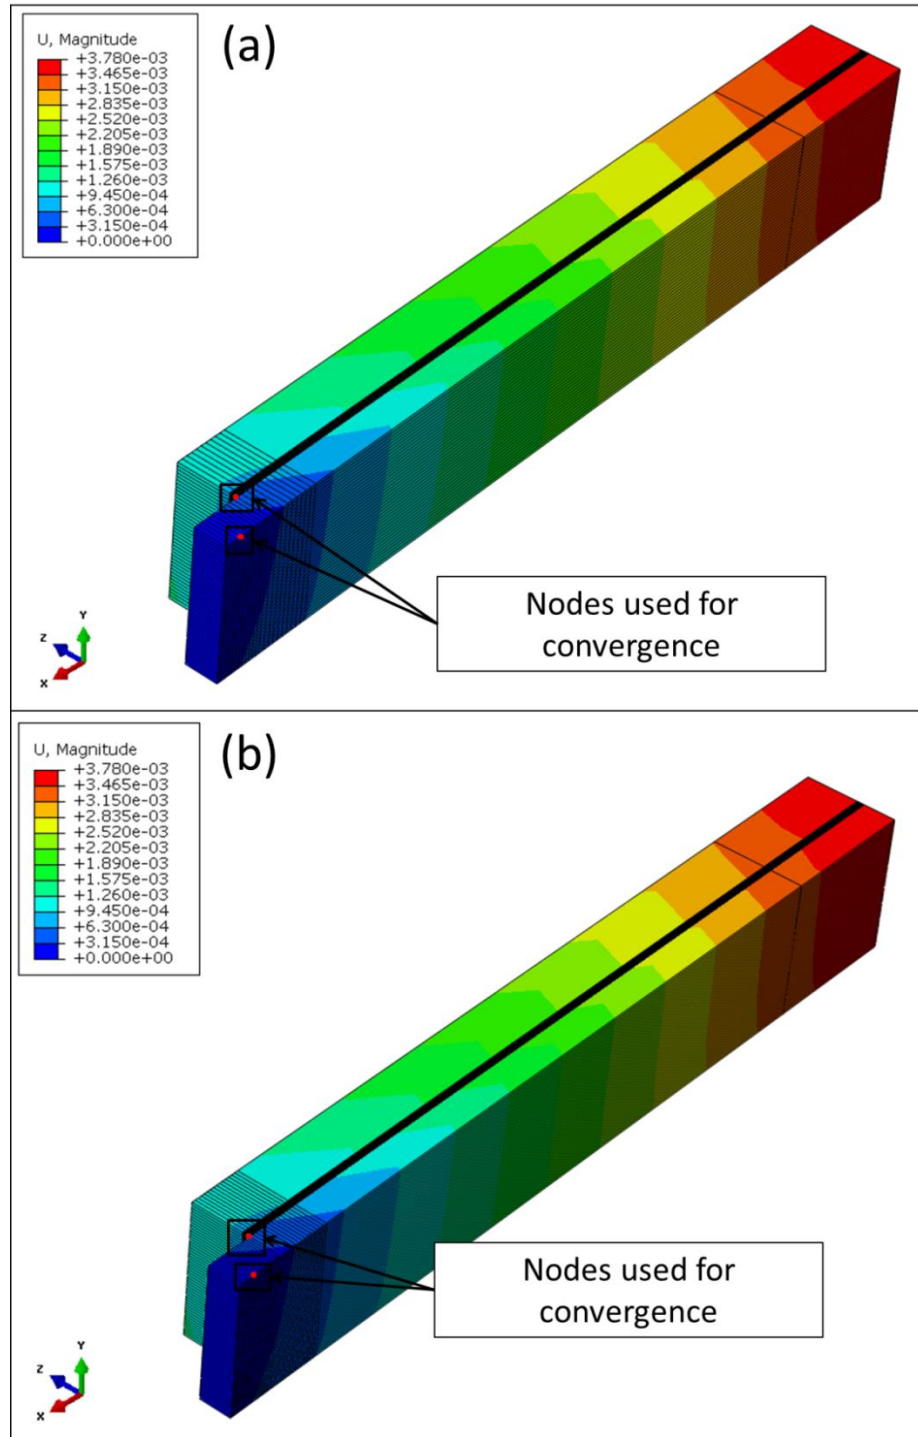 (a)
U, Magnitude
+3.780e-03
+3.465e-03
+3.150e-03
+2.835e-03
+2.520e-03
+2.205e-03
+1.890e-03
+1.575e-03
+1.260e-03
+9.450e-04
+6.300e-04
+3.150e-04
+0.000e+00
Nodes used for
convergence
Y
Z
X
(b)
U, Magnitude
+3.780e-03
+3.465e-03
+3.150e-03
+2.835e-03
+2.520e-03
+2.205e-03
+1.890e-03
+1.575e-03
+1.260e-03
+9.450e-04
+6.300e-04
+3.150e-04
+0.000e+00
Nodes used for
convergence
Y
Z
X